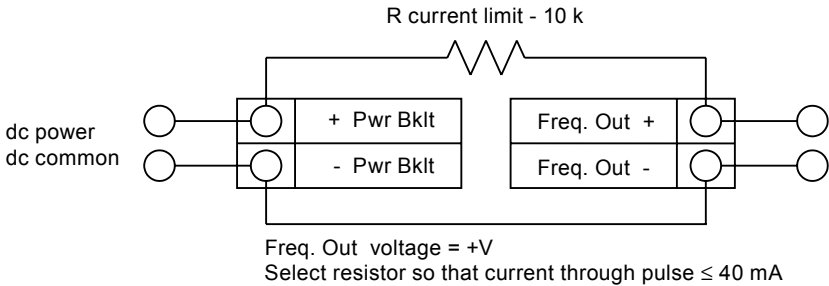 R current limit - 10 k
dc power
dc common
+ Pwr Bklt
- Pwr Bklt
Freq. Out +
Freq. Out -
Freq. Out voltage = +V
Select resistor so that current through pulse ≤ 40 mA